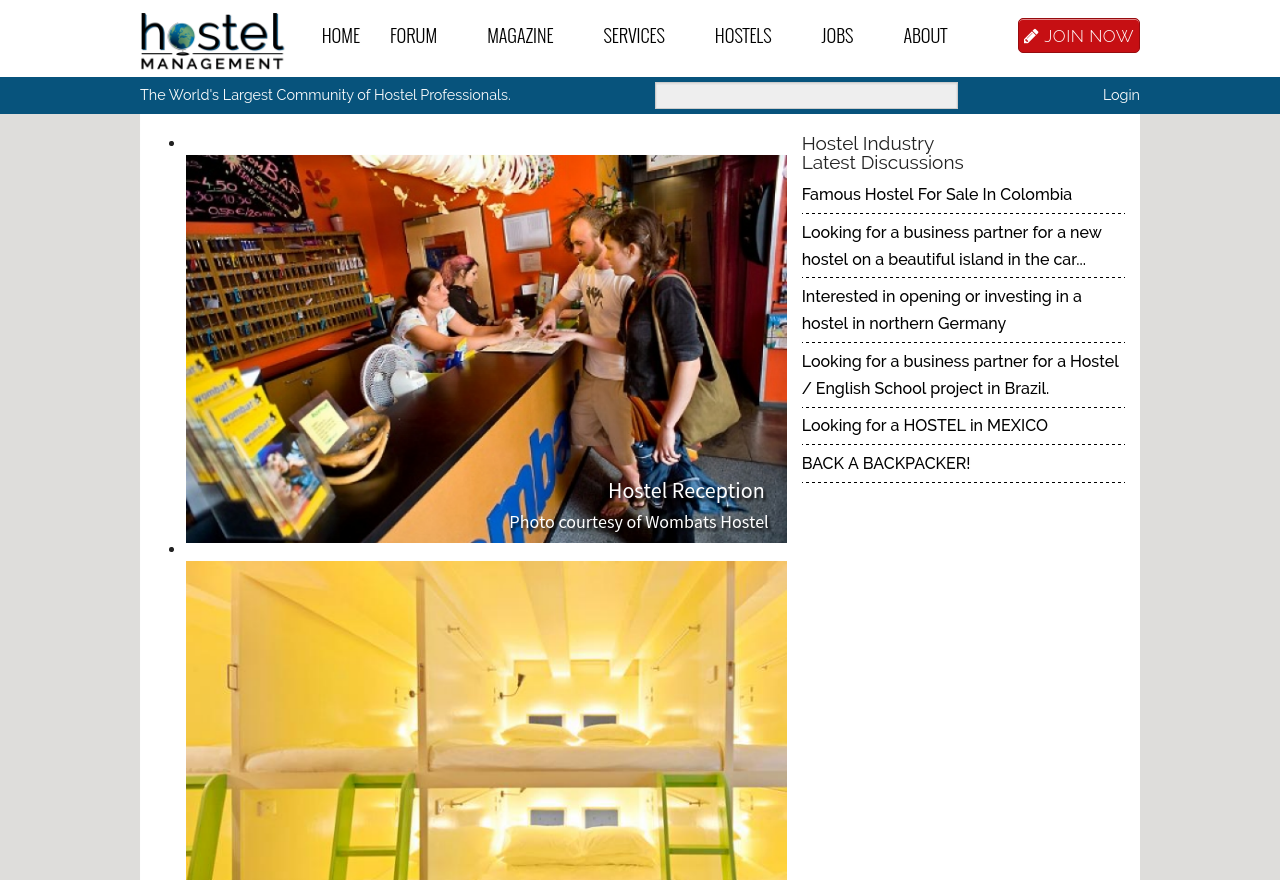 hostel
MANAGEMENT
HOME
FORUM
MAGAZINE
SERVICES
HOSTELS
JOBS
ABOUT
JOIN NOW
The World's Largest Community of Hostel Professionals.
Login
Hostel Industry
Latest Discussions
Famous Hostel For Sale In Colombia
Looking for a business partner for a new
hostel on a beautiful island in the car...
Interested in opening or investing in a
hostel in northern Germany
Looking for a business partner for a Hostel
/ English School project in Brazil.
Looking for a HOSTEL in MEXICO
BACK A BACKPACKER!
Hostel Reception
Photo courtesy of Wombats Hostel